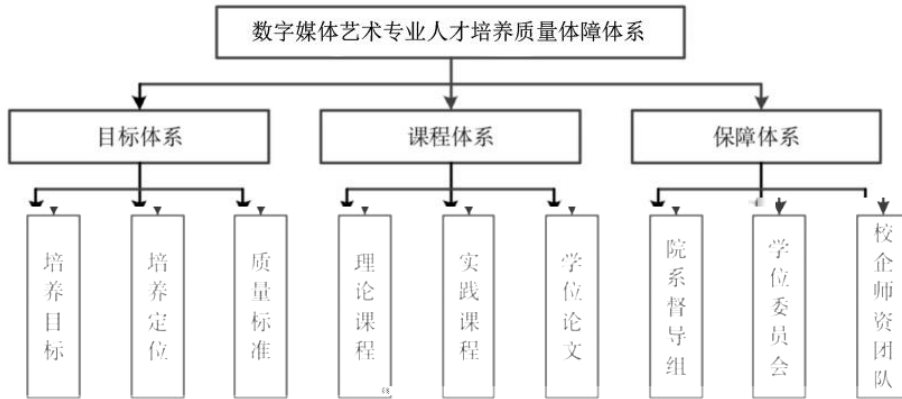 数字媒体艺术专业人才培养质量体障体系
目标体系
课程体系
保障体系
培养目标
培养定位
质量标准
理论课程
实践课程
学位论文
院系督导组
学位委员会
校企师资团队